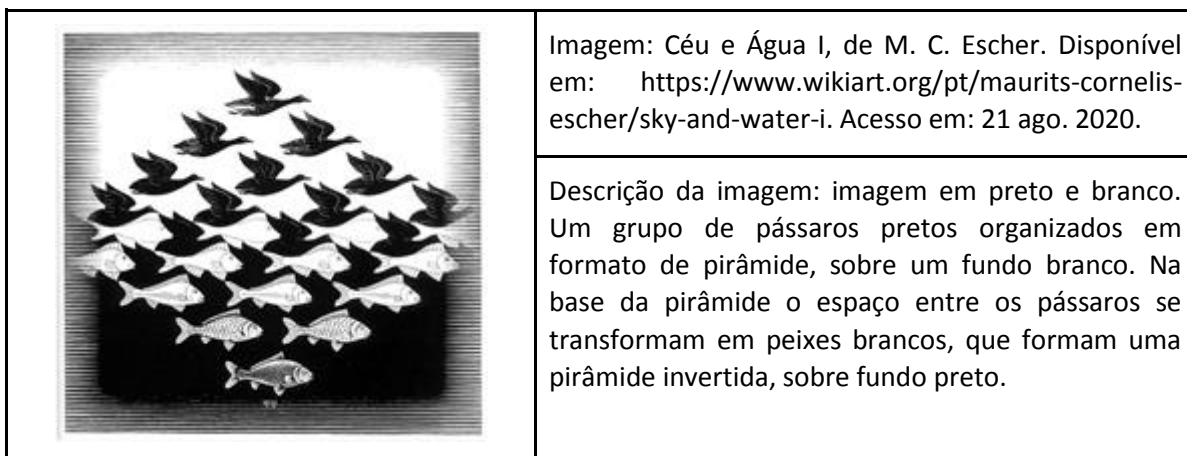 Imagem: Céu e Água I, de M. C. Escher. Disponível
em: https://www.wikiart.org/pt/maurits-cornelis-
escher/sky-and-water-i. Acesso em: 21 ago. 2020.
Descrição da imagem: imagem em preto e branco.
Um grupo de pássaros pretos organizados em
formato de pirâmide, sobre um fundo branco. Na
base da pirâmide o espaço entre os pássaros se
transformam em peixes brancos, que formam uma
pirâmide invertida, sobre fundo preto.